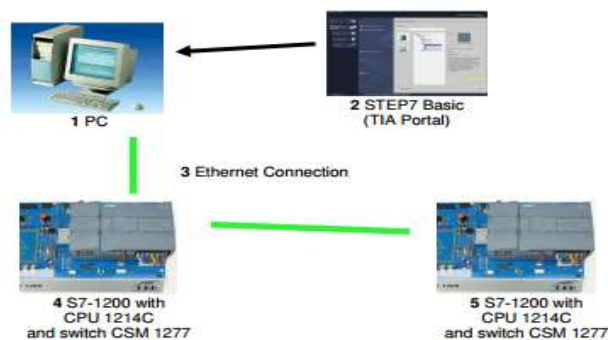 1 PC
2 STEP7 Basic
(TIA Portal)
3 Ethernet Connection
4 S7-1200 with
CPU 1214C
and switch CSM 1277
5 S7-1200 with
CPU 1214C
and switch CSM 1277